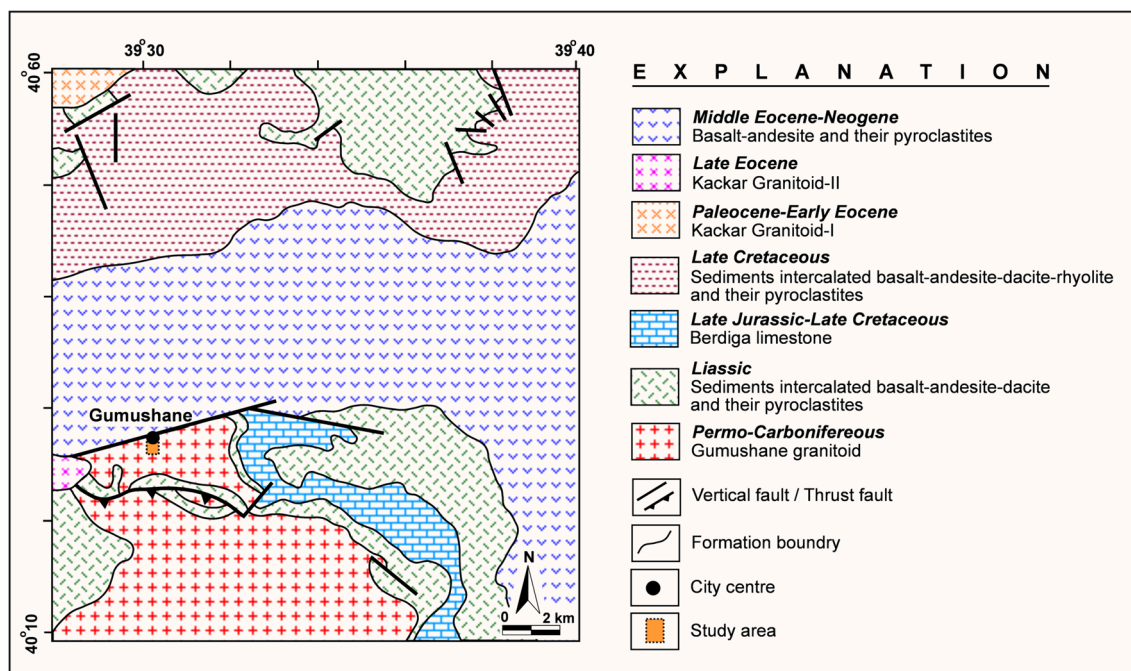 39°30
39°40
40°60
40°10
Gumushane
N
0 2 km
E X P L A N A T I O N
Middle Eocene-Neogene
Basalt-andesite and their pyroclastites
Late Eocene
Kackar Granitoid-II
Paleocene-Early Eocene
Kackar Granitoid-I
Late Cretaceous
Sediments intercalated basalt-andesite-dacite-rhyolite
and their pyroclastites
Late Jurassic-Late Cretaceous
Berdiga limestone
Liassic
Sediments intercalated basalt-andesite-dacite
and their pyroclastites
Permo-Carbonifereous
Gumushane granitoid
Vertical fault / Thrust fault
Formation boundry
City centre
Study area